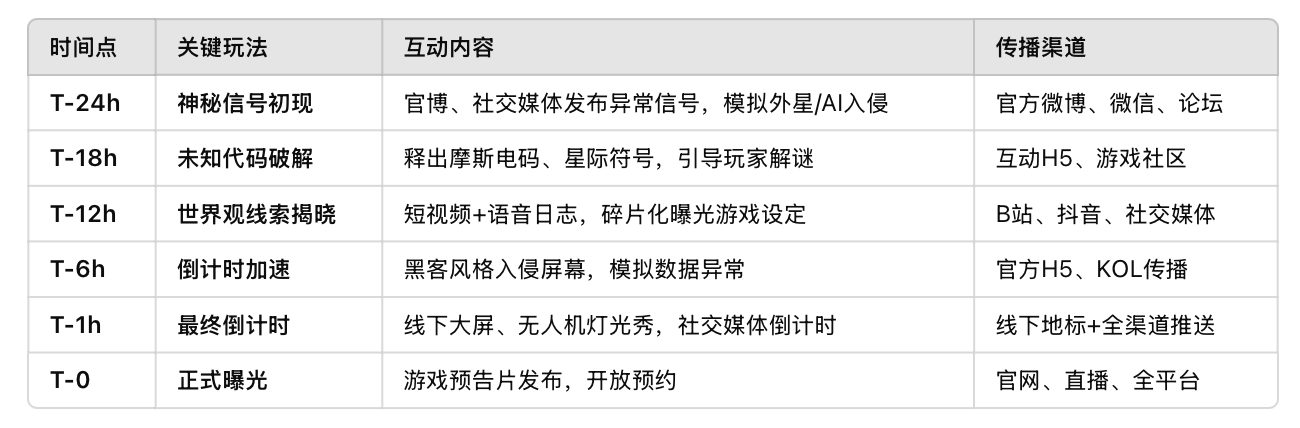 时间点 关键玩法 互动内容 传播渠道
T-24h 神秘信号初现 官博、社交媒体发布异常信号，模拟外星/AI入侵 官方微博、微信、论坛
T-18h 未知代码破解 释出摩斯电码、星际符号，引导玩家解谜 互动H5、游戏社区
T-12h 世界观线索揭晓 短视频+语音日志，碎片化曝光游戏设定 B站、抖音、社交媒体
T-6h 倒计时加速 黑客风格入侵屏幕，模拟数据异常 官方H5、KOL传播
T-1h 最终倒计时 线下大屏、无人机灯光秀，社交媒体倒计时 线下地标+全渠道推送
T-0 正式曝光 游戏预告片发布，开放预约 官网、直播、全平台